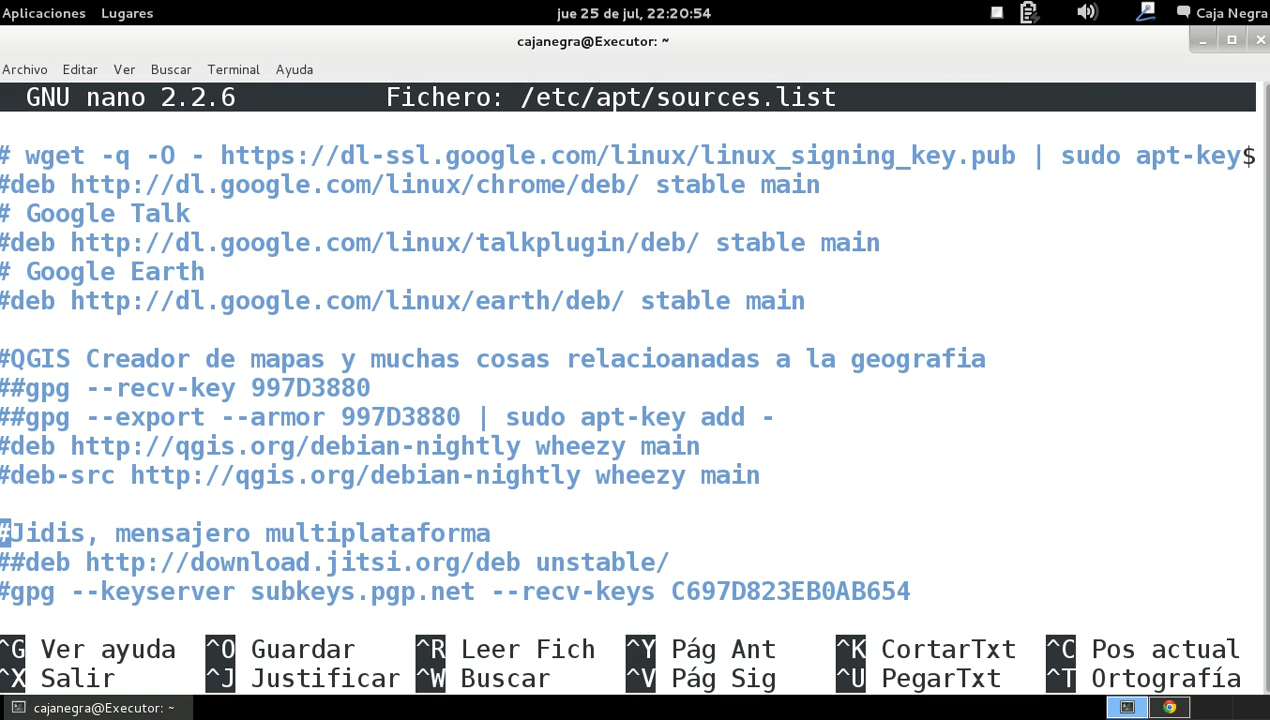 Aplicaciones Lugares jue 25 de jul, 22:20:54 Caja Negra
cajanegra@Executor: ~
Archivo Editar Ver Buscar Terminal Ayuda
GNU nano 2.2.6 Fichero: /etc/apt/sources.list
# wget -q -O - https://dl-ssl.google.com/linux/linux_signing_key.pub | sudo apt-key$
#deb http://dl.google.com/linux/chrome/deb/ stable main
# Google Talk
#deb http://dl.google.com/linux/talkplugin/deb/ stable main
# Google Earth
#deb http://dl.google.com/linux/earth/deb/ stable main
#QGIS Creador de mapas y muchas cosas relacioanadas a la geografia
##gpg --recv-key 997D3880
##gpg --export --armor 997D3880 | sudo apt-key add -
#deb http://qgis.org/debian-nightly wheezy main
#deb-src http://qgis.org/debian-nightly wheezy main
#Jidis, mensajero multiplataforma
##deb http://download.jitsi.org/deb unstable/
#gpg --keyserver subkeys.pgp.net --recv-keys C697D823EB0AB654
^G Ver ayuda ^O Guardar ^R Leer Fich ^Y Pág Ant ^K CortarTxt ^C Pos actual
^X Salir ^J Justificar ^W Buscar ^V Pág Sig ^U PegarTxt ^T Ortografía
cajanegra@Executor: ~